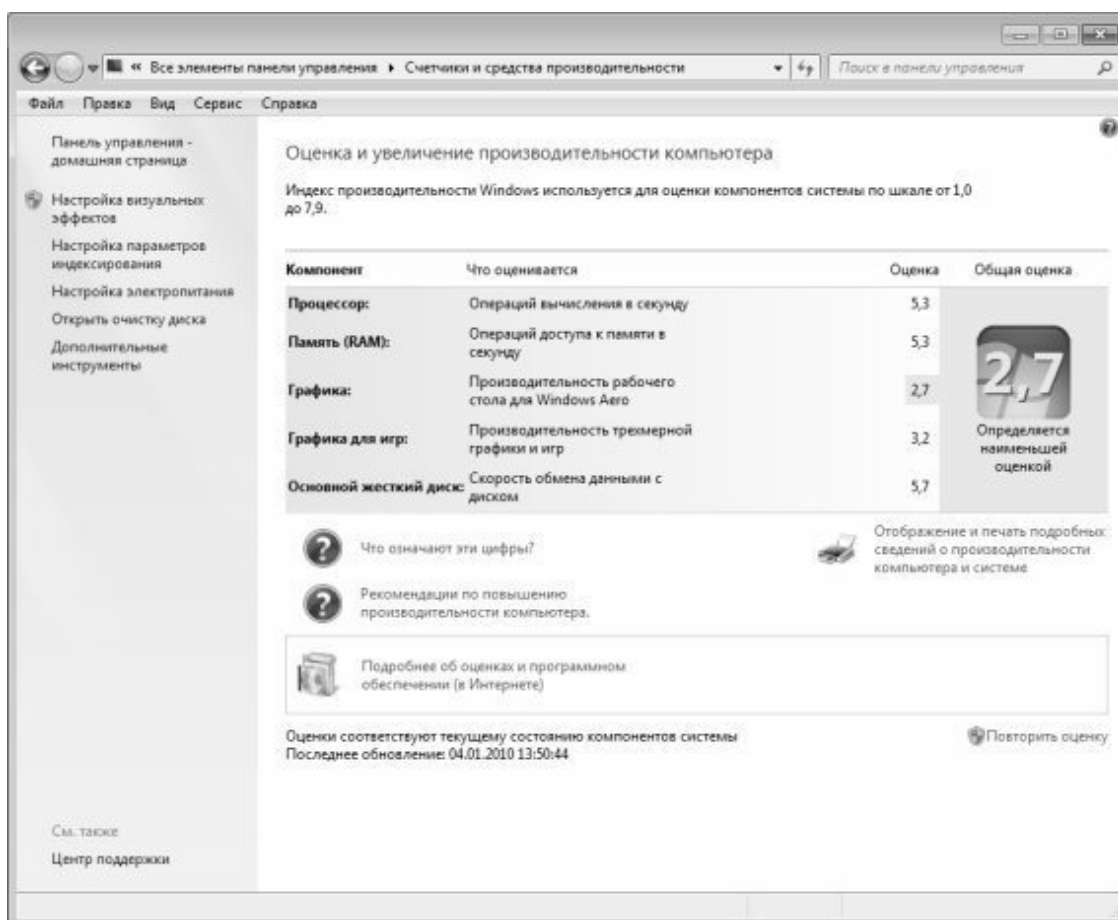 « Все элементы панели управления ▸ Счетчики и средства производительности
Поиск в панели управления
Файл Правка Вид Сервис Справка
Панель управления -
домашняя страница
Настройка визуальных
эффектов
Настройка параметров
индексирования
Настройка электропитания
Открыть очистку диска
Дополнительные
инструменты
См. также
Центр поддержки
Оценка и увеличение производительности компьютера
Индекс производительности Windows используется для оценки компонентов системы по шкале от 1,0
до 7,9.
Компонент Что оценивается Оценка Общая оценка
Процессор: Операций вычисления в секунду 5,3
Память (RAM): Операций доступа к памяти в
секунду 5,3
Графика: Производительность рабочего
стола для Windows Aero 2,7
Графика для игр: Производительность трехмерной
графики и игр 3,2
Основной жесткий диск: Скорость обмена данными с
диском 5,7
2,7
Определяется
наименьшей
оценкой
Что означают эти цифры?
Отображение и печать подробных
сведений о производительности
компьютера и системе
Рекомендации по повышению
производительности компьютера.
Подробнее об оценках и программном
обеспечении (в Интернете)
Оценки соответствуют текущему состоянию компонентов системы
Последнее обновление: 04.01.2010 13:50:44
Повторить оценку